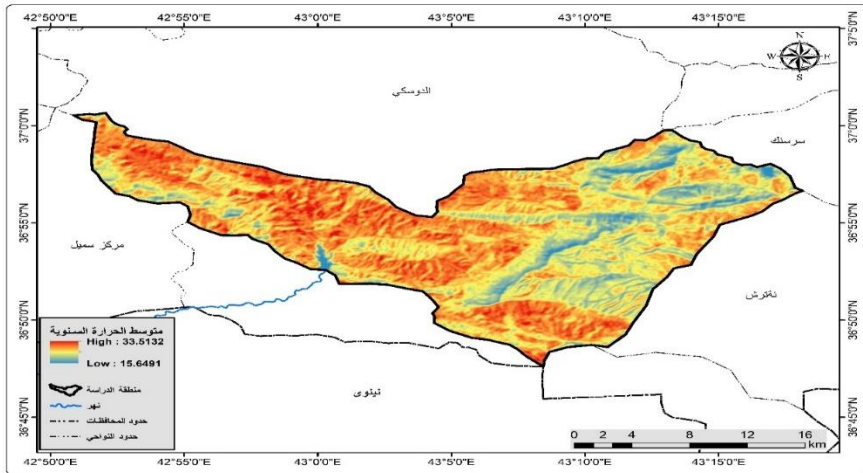 42°50'0"E 42°55'0"E 43°0'0"E 43°5'0"E 43°10'0"E 43°15'0"E
37°5'0"N
37°0'0"N
36°55'0"N
36°50'0"N
36°45'0"N
N
W E
S
الدوسكي
سرسنك
مركز سميل
نينوى
متوسط الحرارة السنوية
High : 33.5132
Low : 15.6491
منطقة الدراسة
نهر
حدود المحافظات
حدود النواحي
0 2 4 8 12 16
km
42°50'0"E 42°55'0"E 43°0'0"E 43°5'0"E 43°10'0"E 43°15'0"E